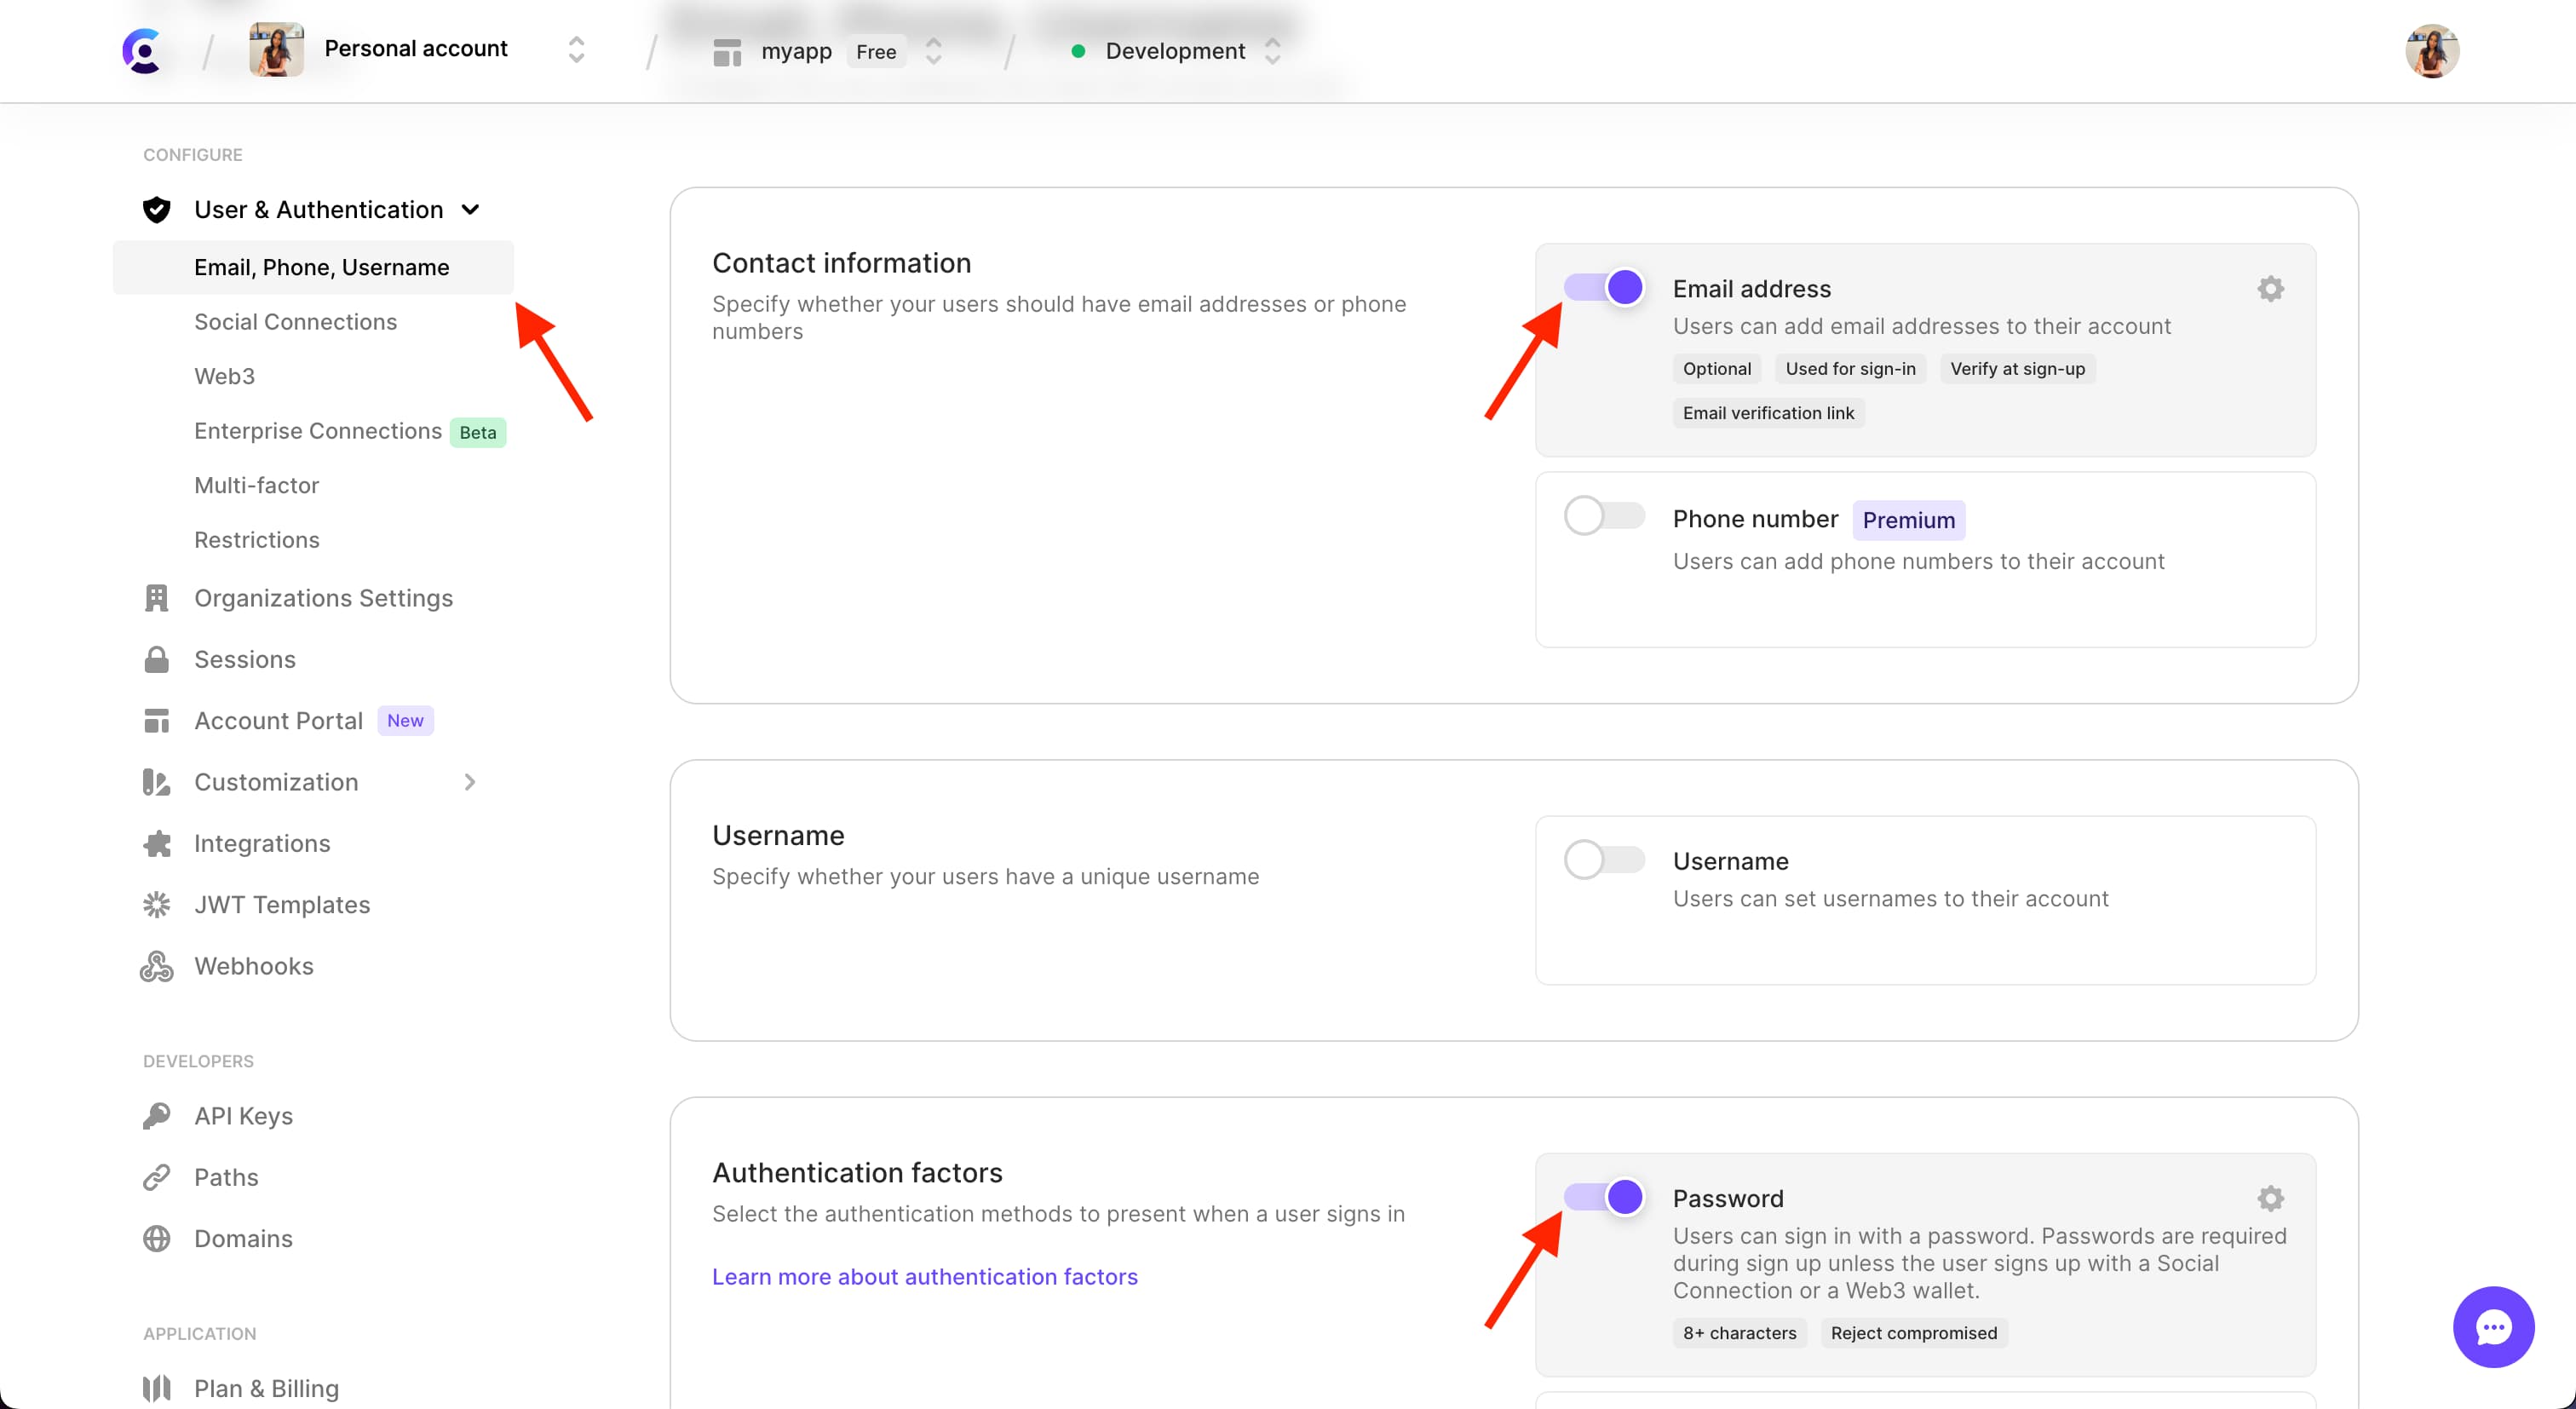 Personal account
myapp Free
Development
CONFIGURE
User & Authentication
Email, Phone, Username
Social Connections
Web3
Enterprise Connections Beta
Multi-factor
Restrictions
Organizations Settings
Sessions
Account Portal New
Customization
Integrations
JWT Templates
Webhooks
DEVELOPERS
API Keys
Paths
Domains
APPLICATION
Plan & Billing
Contact information
Specify whether your users should have email addresses or phone
numbers
Email address
Users can add email addresses to their account
Optional Used for sign-in Verify at sign-up
Email verification link
Phone number Premium
Users can add phone numbers to their account
Username
Specify whether your users have a unique username
Username
Users can set usernames to their account
Authentication factors
Select the authentication methods to present when a user signs in
Learn more about authentication factors
Password
Users can sign in with a password. Passwords are required
during sign up unless the user signs up with a Social
Connection or a Web3 wallet.
8+ characters Reject compromised